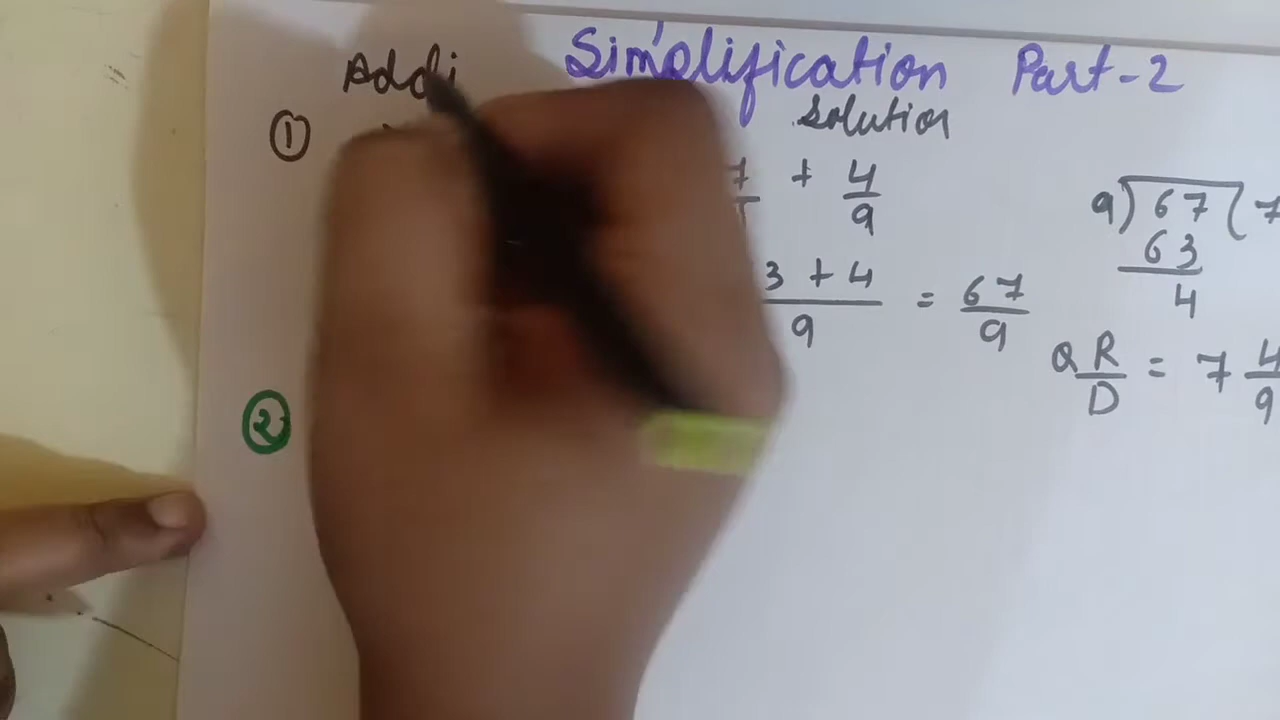 Simplification Part-2
Addi
① solution
7 + 4/9
3 + 4 / 9 = 67/9
9) 67 (7
63
4
Q R/D = 7 4/9
②